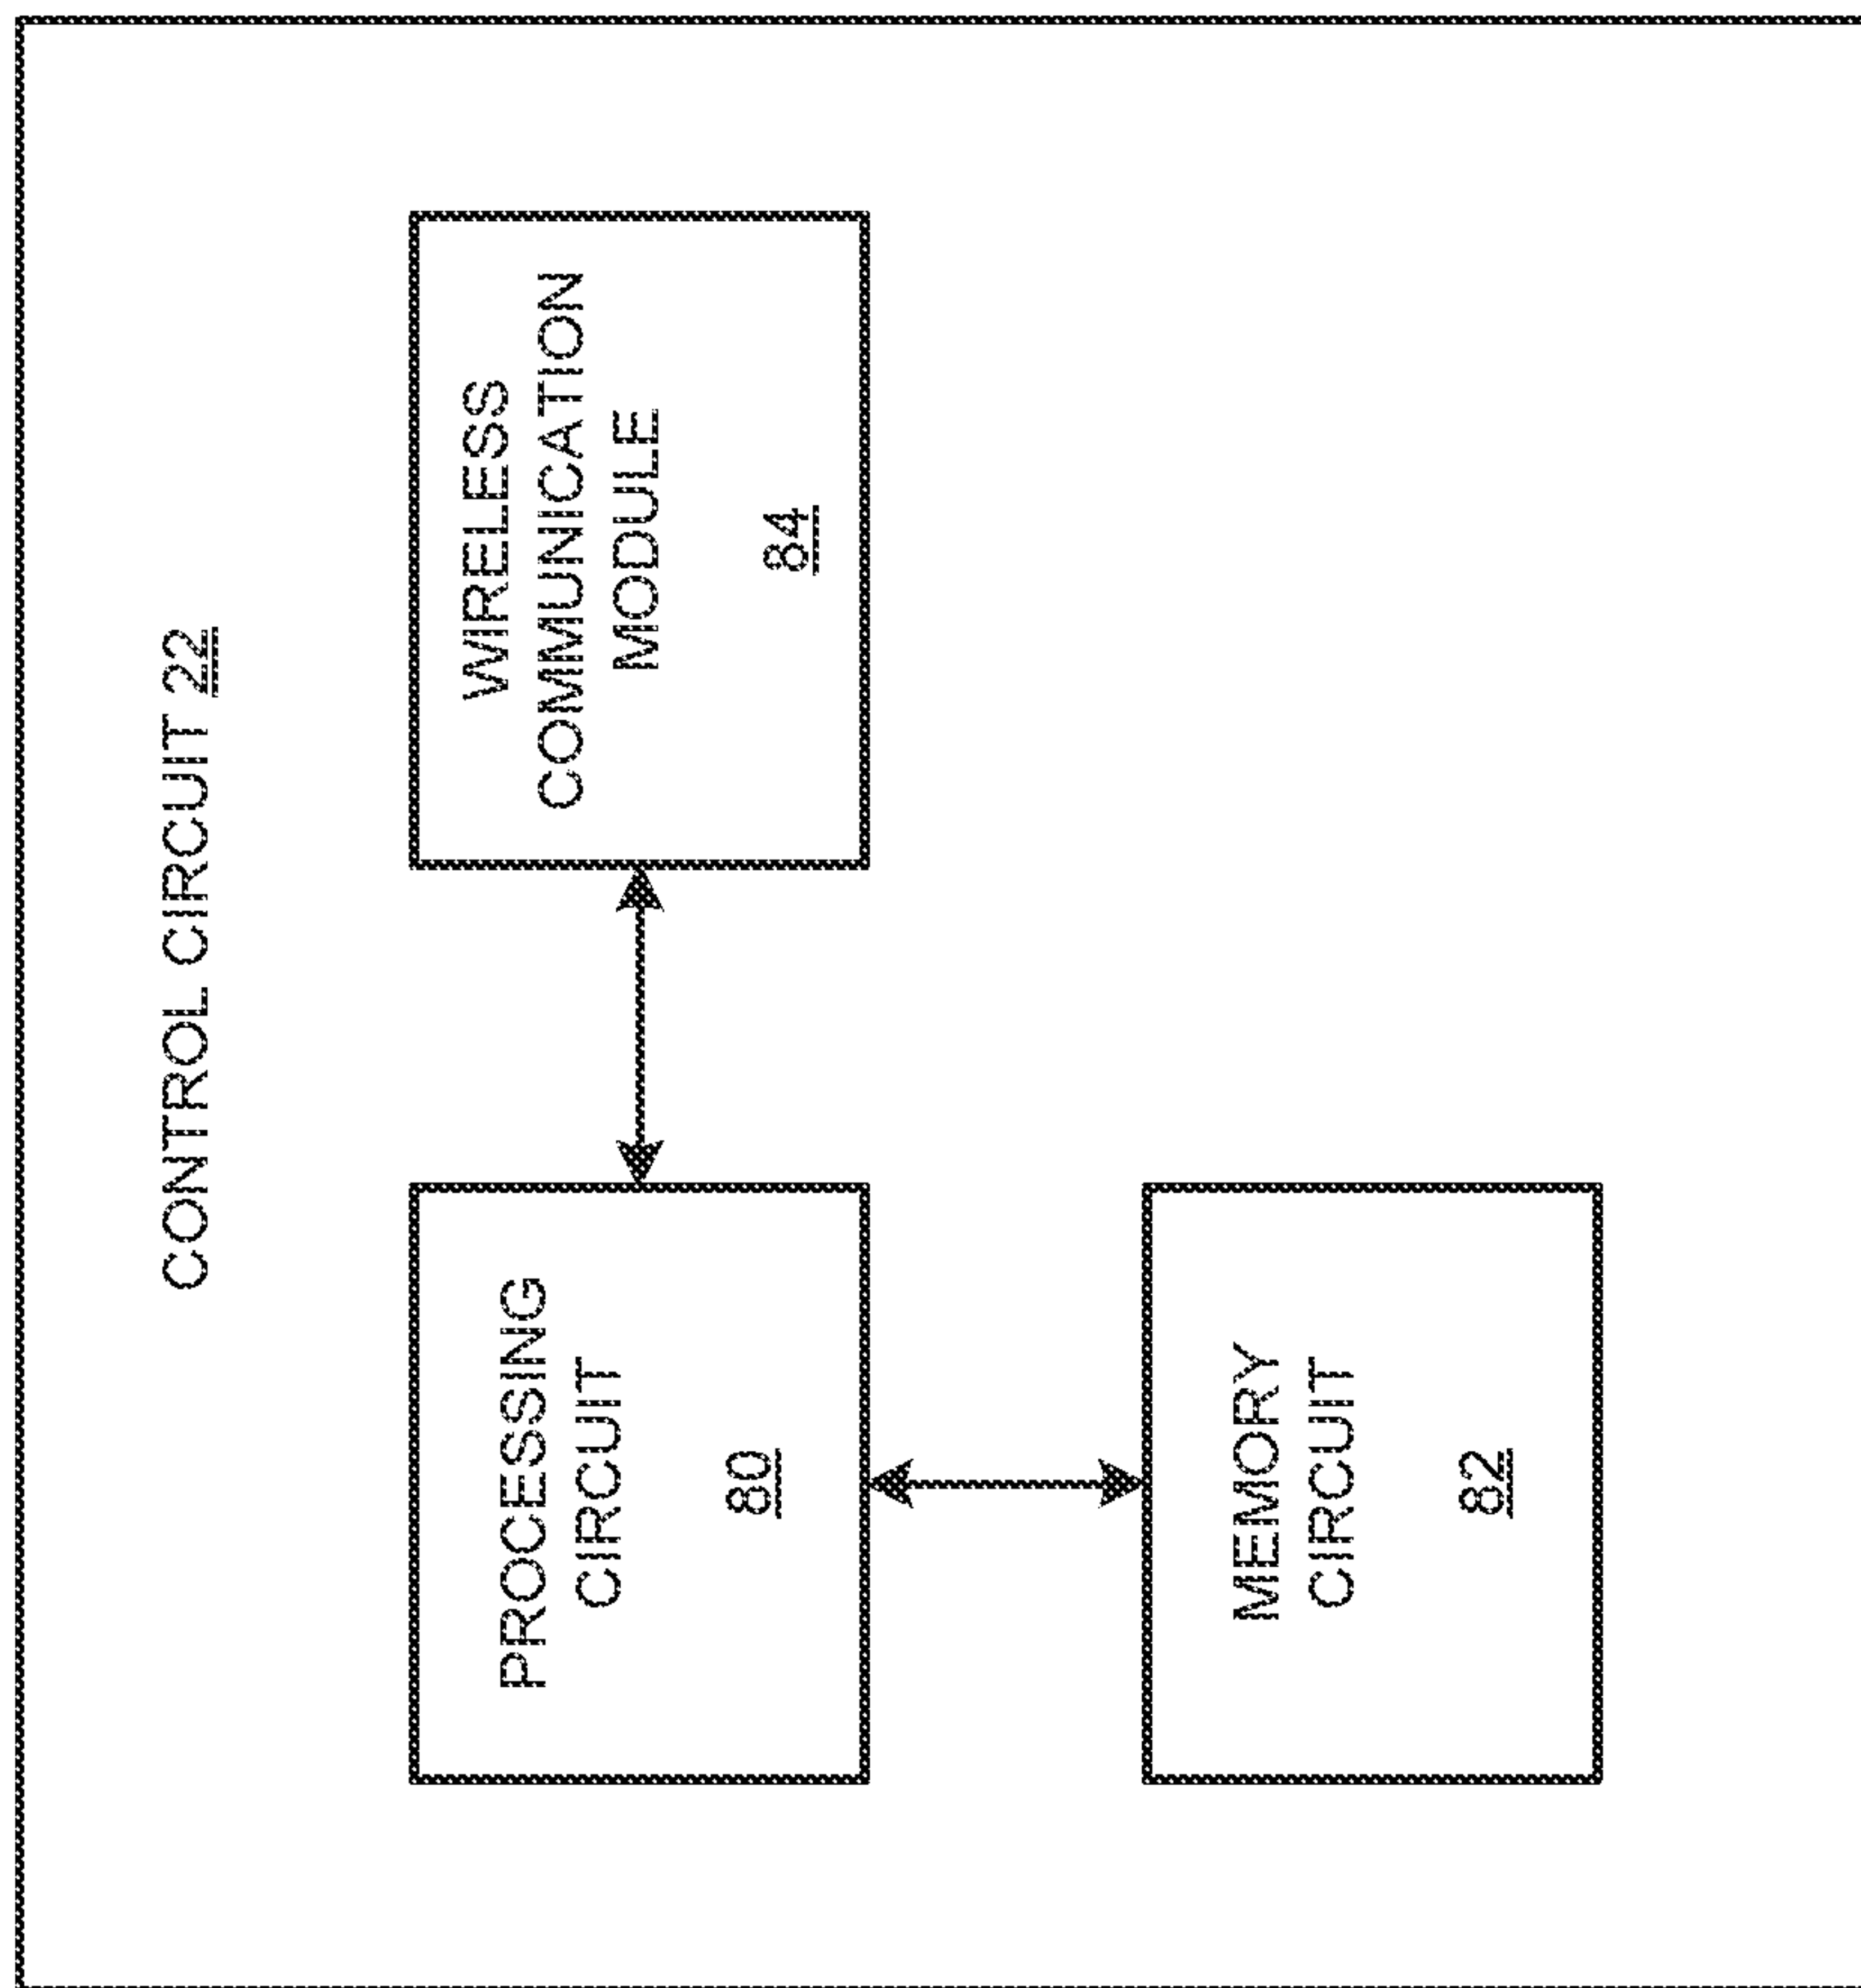 CONTROL CIRCUIT 22
PROCESSING
CIRCUIT
80
WIRELESS
COMMUNICATION
MODULE
84
MEMORY
CIRCUIT
82